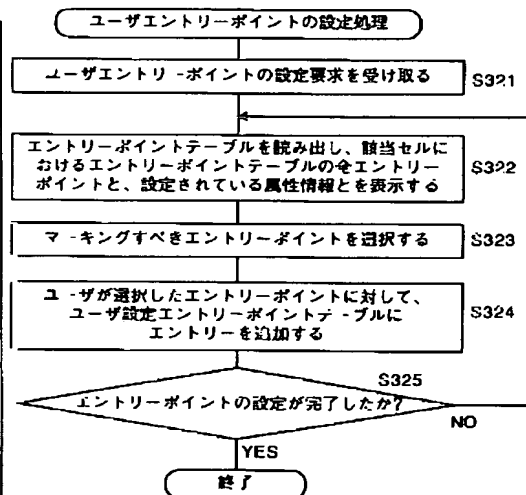 ユーザエントリーポイントの設定処理
ユーザエントリーポイントの設定要求を受け取る
S321
エントリーポイントテーブルを読み出し、該当セルに
おけるエントリーポイントテーブルの全エントリー
ポイントと、設定されている属性情報とを表示する
S322
マーキングすべきエントリーポイントを選択する
S323
ユーザが選択したエントリーポイントに対して、
ユーザ設定エントリーポイントテーブルに
エントリーを追加する
S324
S325
エントリーポイントの設定が完了したか?
NO
YES
終了